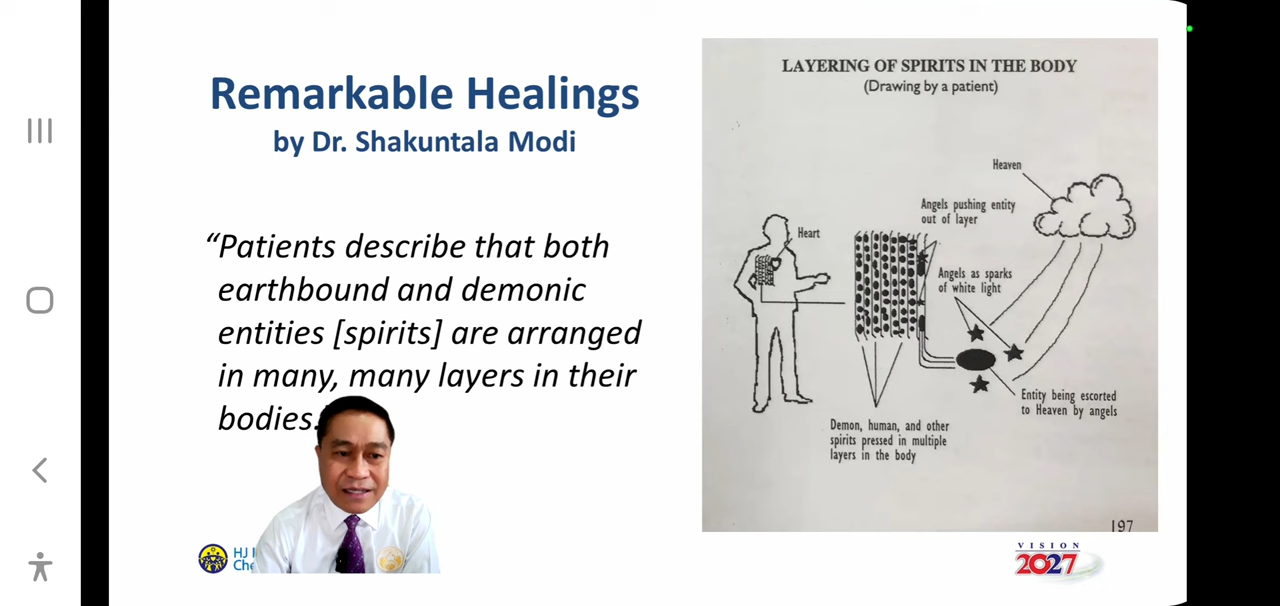 Remarkable Healings
by Dr. Shakuntala Modi
“Patients describe that both
earthbound and demonic
entities [spirits] are arranged
in many, many layers in their
bodies.
LAYERING OF SPIRITS IN THE BODY
(Drawing by a patient)
Heaven
Angels pushing entity
out of layer
Heart
Angels as sparks
of white light
Entity being escorted
to Heaven by angels
Demon, human, and other
spirits pressed in multiple
layers in the body
197
HJ
VISION
2027